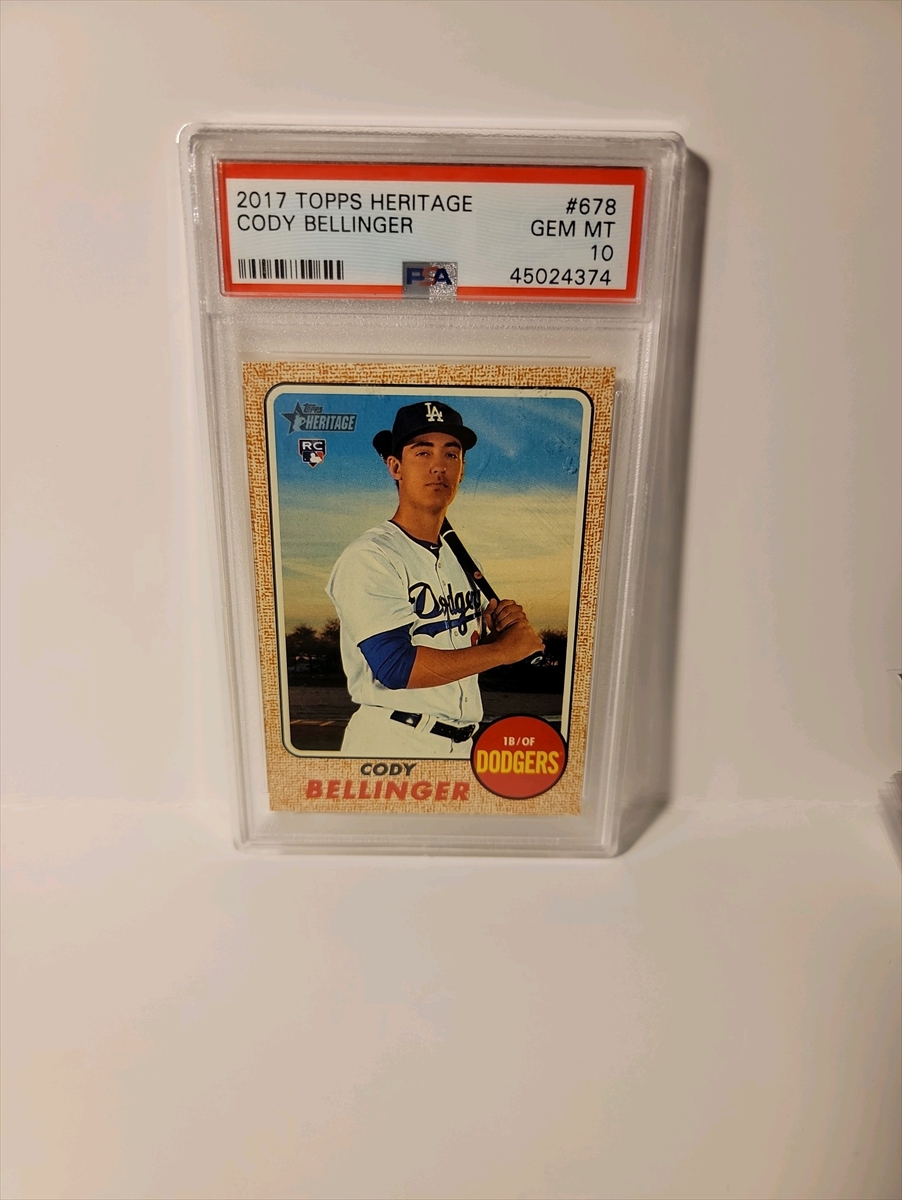 2017 TOPPS HERITAGE #678
CODY BELLINGER GEM MT
10
PSA 45024374
Topps
HERITAGE
RC
LA
Dodgers
1B/OF
DODGERS
CODY
BELLINGER